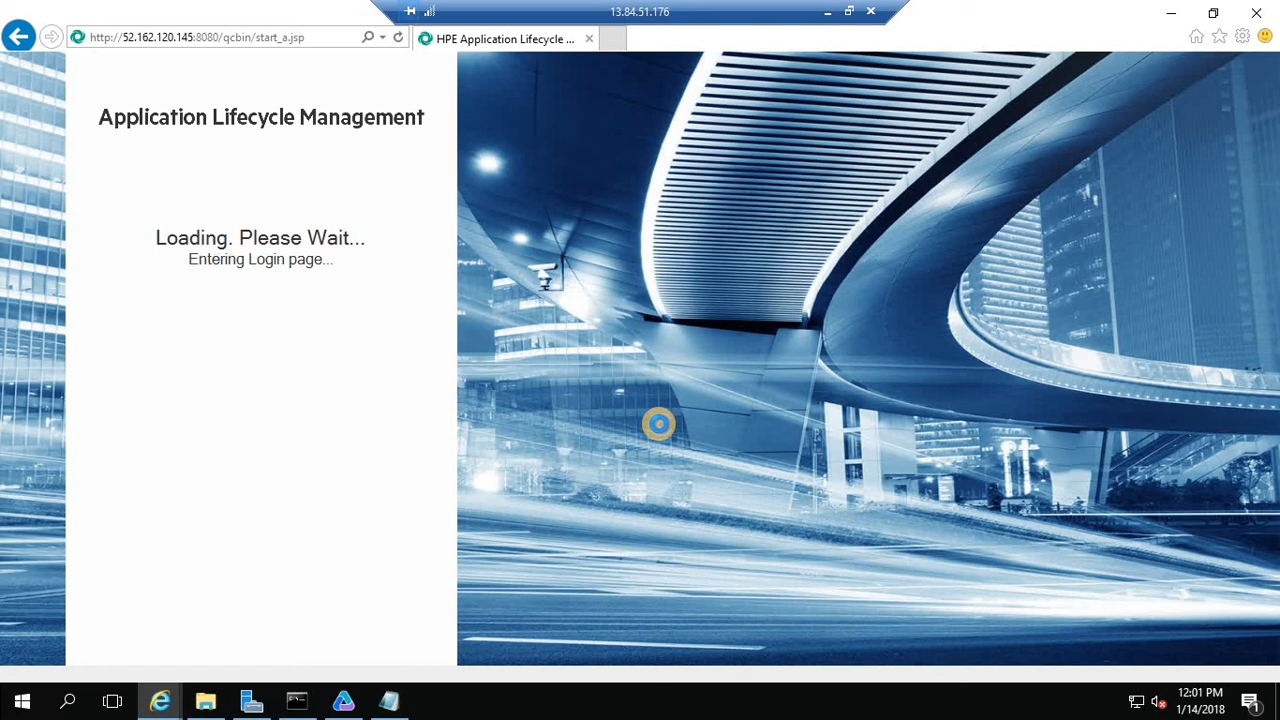 13.84.51.176
http://52.162.120.145:8080/qcbin/start_a.jsp
HPE Application Lifecycle ...
Application Lifecycle Management
Loading. Please Wait...
Entering Login page...
12:01 PM
1/14/2018
1